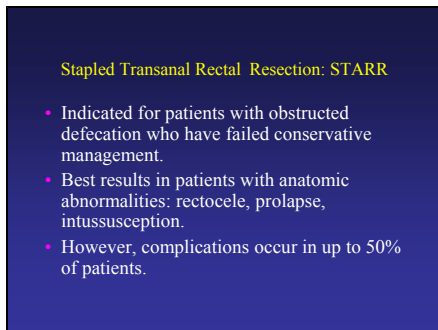 Stapled Transanal Rectal Resection: STARR
• Indicated for patients with obstructed
defecation who have failed conservative
management.
• Best results in patients with anatomic
abnormalities: rectocele, prolapse,
intussusception.
• However, complications occur in up to 50%
of patients.